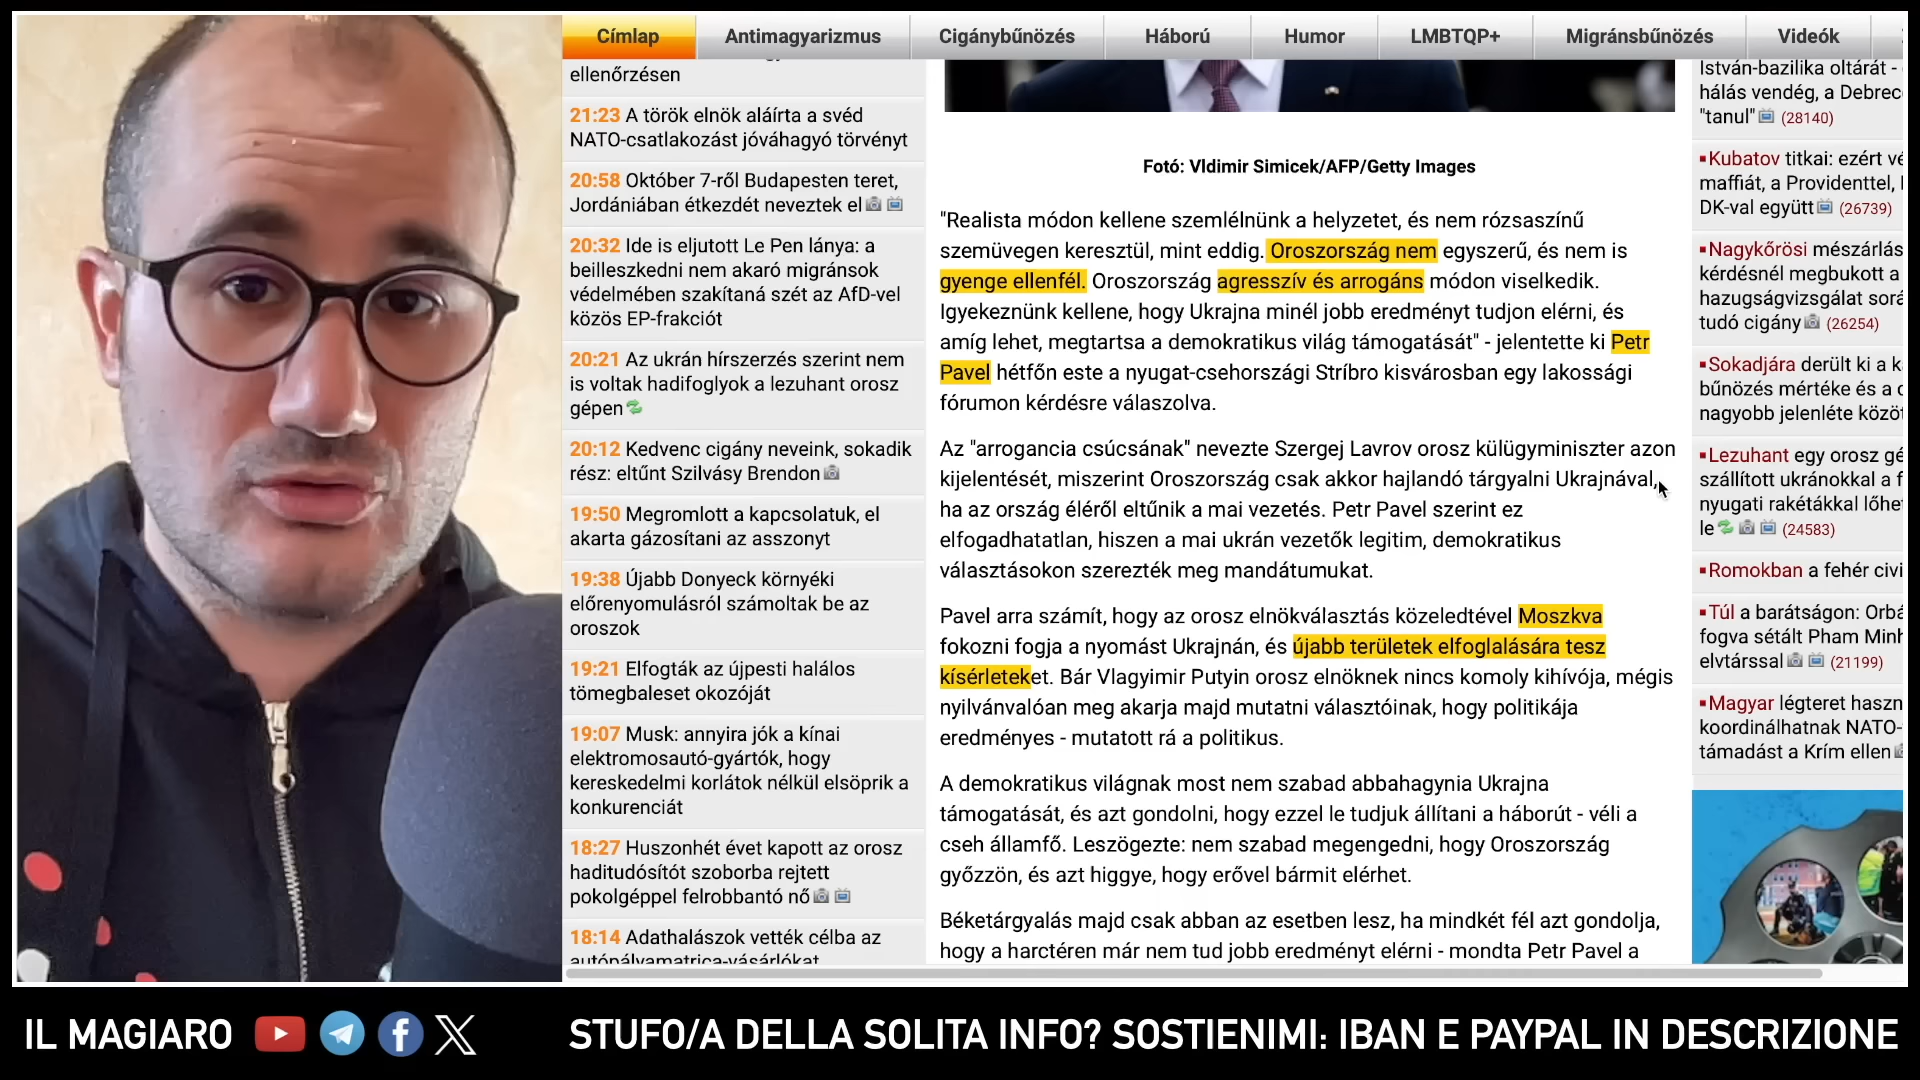 Címlap
Antimagyarizmus
Cigánybűnözés
Háború
Humor
LMBTQP+
Migránsbűnözés
Videók
ellenőrzésen
21:23 A török elnök aláírta a svéd
NATO-csatlakozást jóváhagyó törvényt
20:58 Október 7-ről Budapesten teret,
Jordániában étkezdét neveztek el
20:32 Ide is eljutott Le Pen lánya: a
beilleszkedni nem akaró migránsok
védelmében szakítaná szét az AfD-vel
közös EP-frakciót
20:21 Az ukrán hírszerzés szerint nem
is voltak hadifoglyok a lezuhant orosz
gépen
20:12 Kedvenc cigány neveink, sokadik
rész: eltűnt Szilvásy Brendon
19:50 Megromlott a kapcsolatuk, el
akarta gázosítani az asszonyt
19:38 Újabb Donyeck környéki
előrenyomulásról számoltak be az
oroszok
19:21 Elfogták az újpesti halálos
tömegbaleset okozóját
19:07 Musk: annyira jók a kínai
elektromosautó-gyártók, hogy
kereskedelmi korlátok nélkül elsöprik a
konkurenciát
18:27 Huszonhét évet kapott az orosz
haditudósítót szoborba rejtett
pokolgéppel felrobbantó nő
18:14 Adathalászok vették célba az
autópályamatrica-vásárlókat
Fotó: Vldimir Simicek/AFP/Getty Images
"Realista módon kellene szemlélnünk a helyzetet, és nem rózsaszínű
szemüvegen keresztül, mint eddig. Oroszország nem egyszerű, és nem is
gyenge ellenfél. Oroszország agresszív és arrogáns módon viselkedik.
Igyekeznünk kellene, hogy Ukrajna minél jobb eredményt tudjon elérni, és
amíg lehet, megtartsa a demokratikus világ támogatását" - jelentette ki Petr
Pavel hétfőn este a nyugat-csehországi Stríbro kisvárosban egy lakossági
fórumon kérdésre válaszolva.
Az "arrogancia csúcsának" nevezte Szergej Lavrov orosz külügyminiszter azon
kijelentését, miszerint Oroszország csak akkor hajlandó tárgyalni Ukrajnával,
ha az ország éléről eltűnik a mai vezetés. Petr Pavel szerint ez
elfogadhatatlan, hiszen a mai ukrán vezetők legitim, demokratikus
választásokon szerezték meg mandátumukat.
Pavel arra számít, hogy az orosz elnökválasztás közeledtével Moszkva
fokozni fogja a nyomást Ukrajnán, és újabb területek elfoglalására tesz
kísérleteket. Bár Vlagyimir Putyin orosz elnöknek nincs komoly kihívója, mégis
nyilvánvalóan meg akarja majd mutatni választóinak, hogy politikája
eredményes - mutatott rá a politikus.
A demokratikus világnak most nem szabad abbahagynia Ukrajna
támogatását, és azt gondolni, hogy ezzel le tudjuk állítani a háborút - véli a
cseh államfő. Leszögezte: nem szabad megengedni, hogy Oroszország
győzzön, és azt higgye, hogy erővel bármit elérhet.
Béketárgyalás majd csak abban az esetben lesz, ha mindkét fél azt gondolja,
hogy a harctéren már nem tud jobb eredményt elérni - mondta Petr Pavel a
István-bazilika oltárát -
hálás vendég, a Debrec
"tanul" (28140)
Kubatov titkai: ezért vé
maffiát, a Providenttel,
DK-val együtt (26739)
Nagykőrösi mészárlás
kérdésnél megbukott a
hazugságvizsgálat sorá
tudó cigány (26254)
Sokadjára derült ki a k
bűnözés mértéke és a c
nagyobb jelenléte közöt
Lezuhant egy orosz gé
szállított ukránokkal a f
nyugati rakétákkal lőhe
le (24583)
Romokban a fehér civi
Túl a barátságon: Orbá
fogva sétált Pham Minh
elvtárssal (21199)
Magyar légteret haszn
koordinálhatnak NATO-
támadást a Krím ellen
IL MAGIARO
STUFO/A DELLA SOLITA INFO? SOSTIENIMI: IBAN E PAYPAL IN DESCRIZIONE